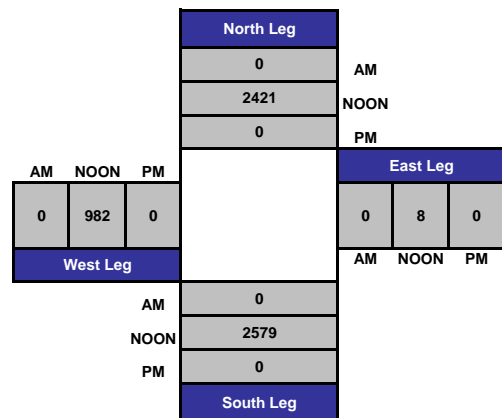 North Leg
0 AM
2421 NOON
0 PM
AM NOON PM
East Leg
0 982 0
0 8 0
West Leg
AM NOON PM
AM 0
NOON 2579
PM 0
South Leg